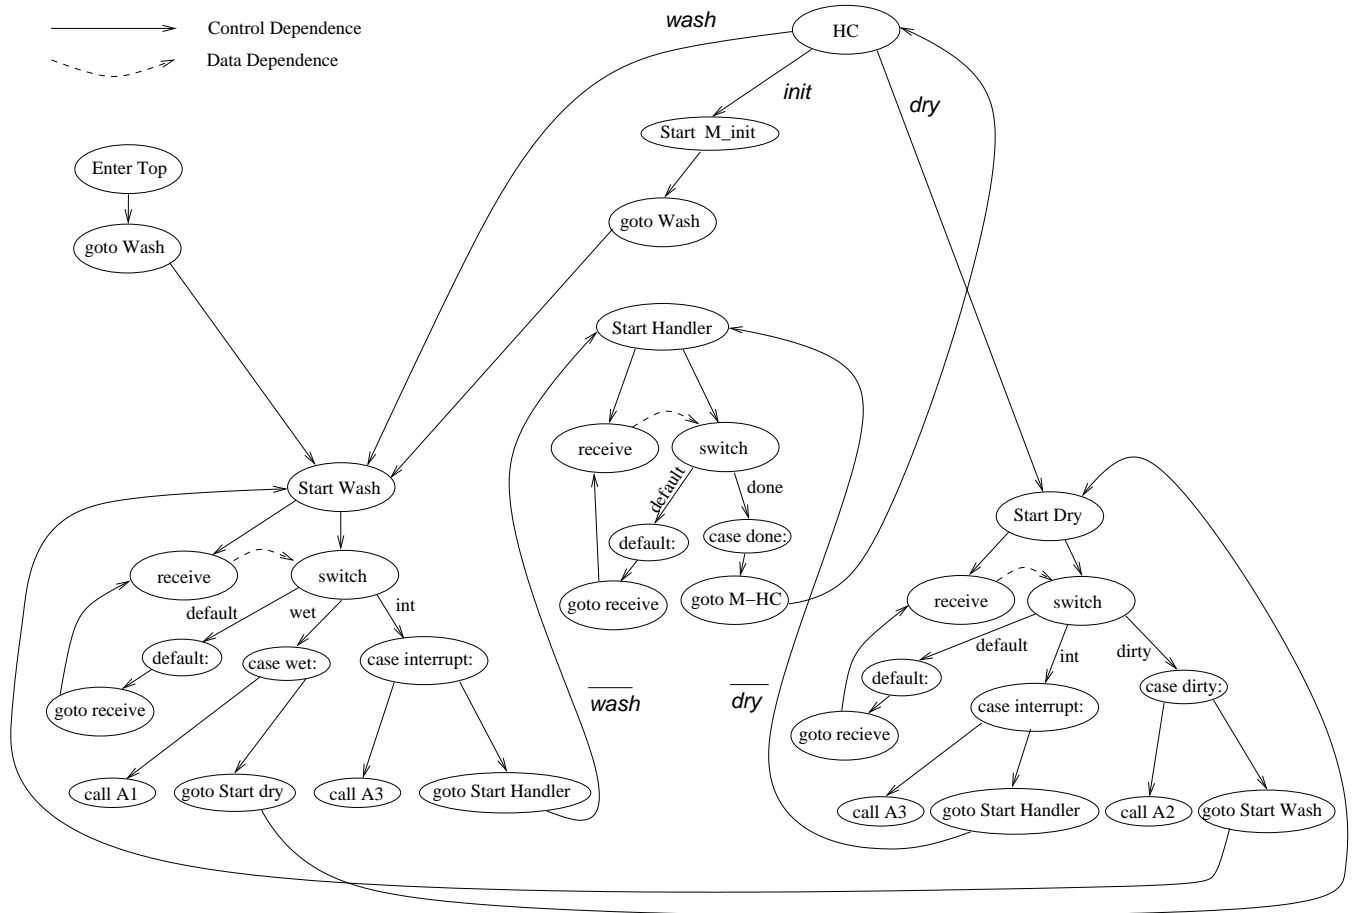 wash
HC
Control Dependence
Data Dependence
init
dry
Start M_init
Enter Top
goto Wash
goto Wash
Start Handler
receive
switch
default
done
default:
case done:
goto receive
goto M-HC
Start Wash
receive
switch
default
wet
int
default:
case wet:
case interrupt:
goto receive
call A1
goto Start dry
call A3
goto Start Handler
wash
dry
Start Dry
receive
switch
default
int
dirty
default:
case interrupt:
case dirty:
goto recieve
call A3
goto Start Handler
call A2
goto Start Wash